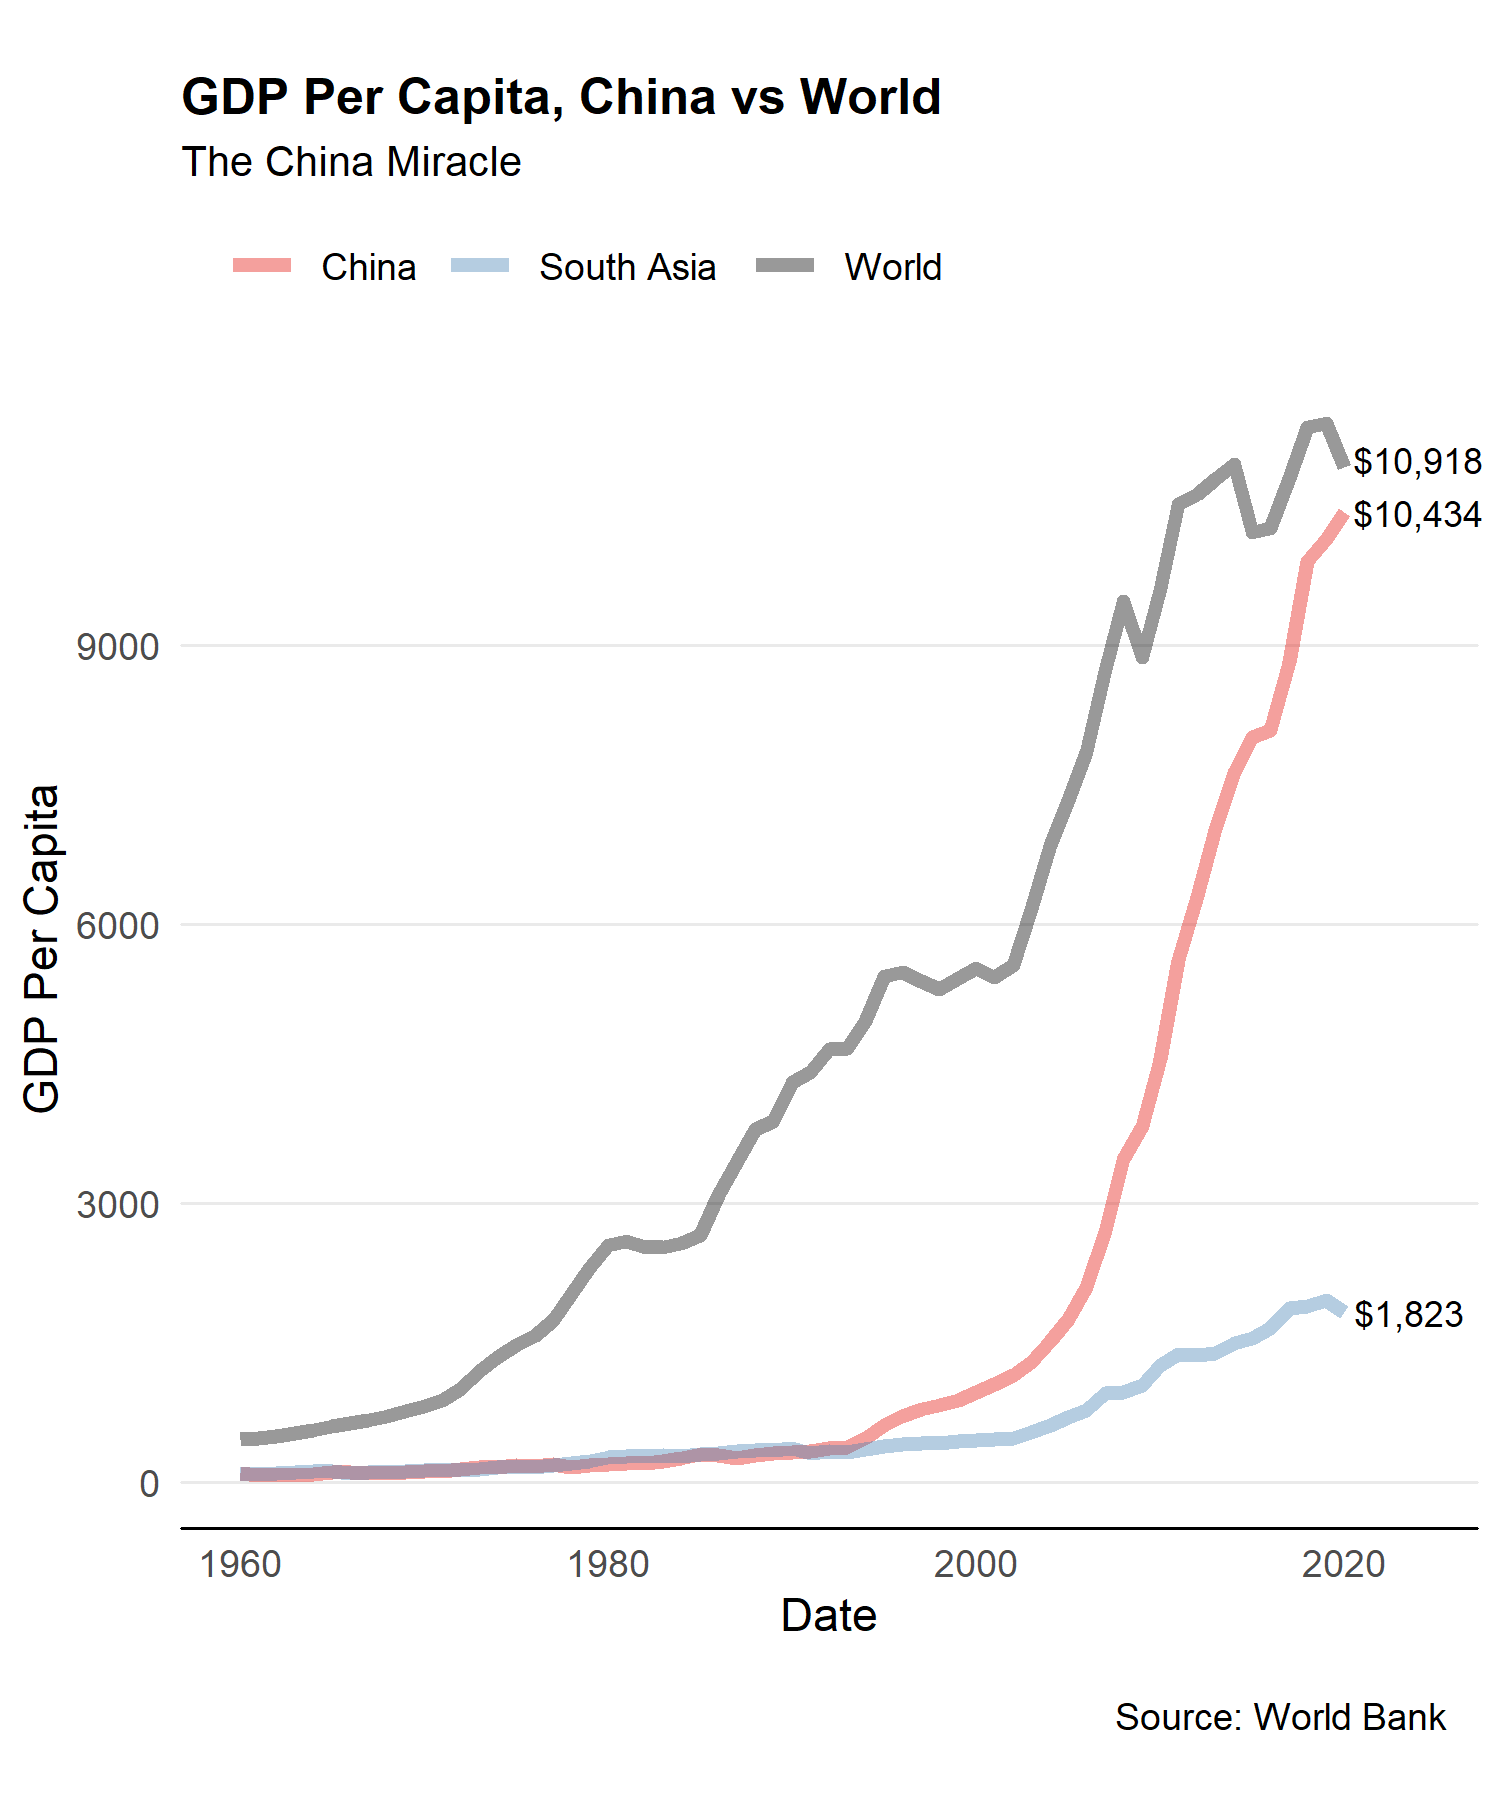 GDP Per Capita, China vs World
The China Miracle
China South Asia World
$10,918
$10,434
9000
6000
3000
$1,823
0
GDP Per Capita
1960 1980 2000 2020
Date
Source: World Bank